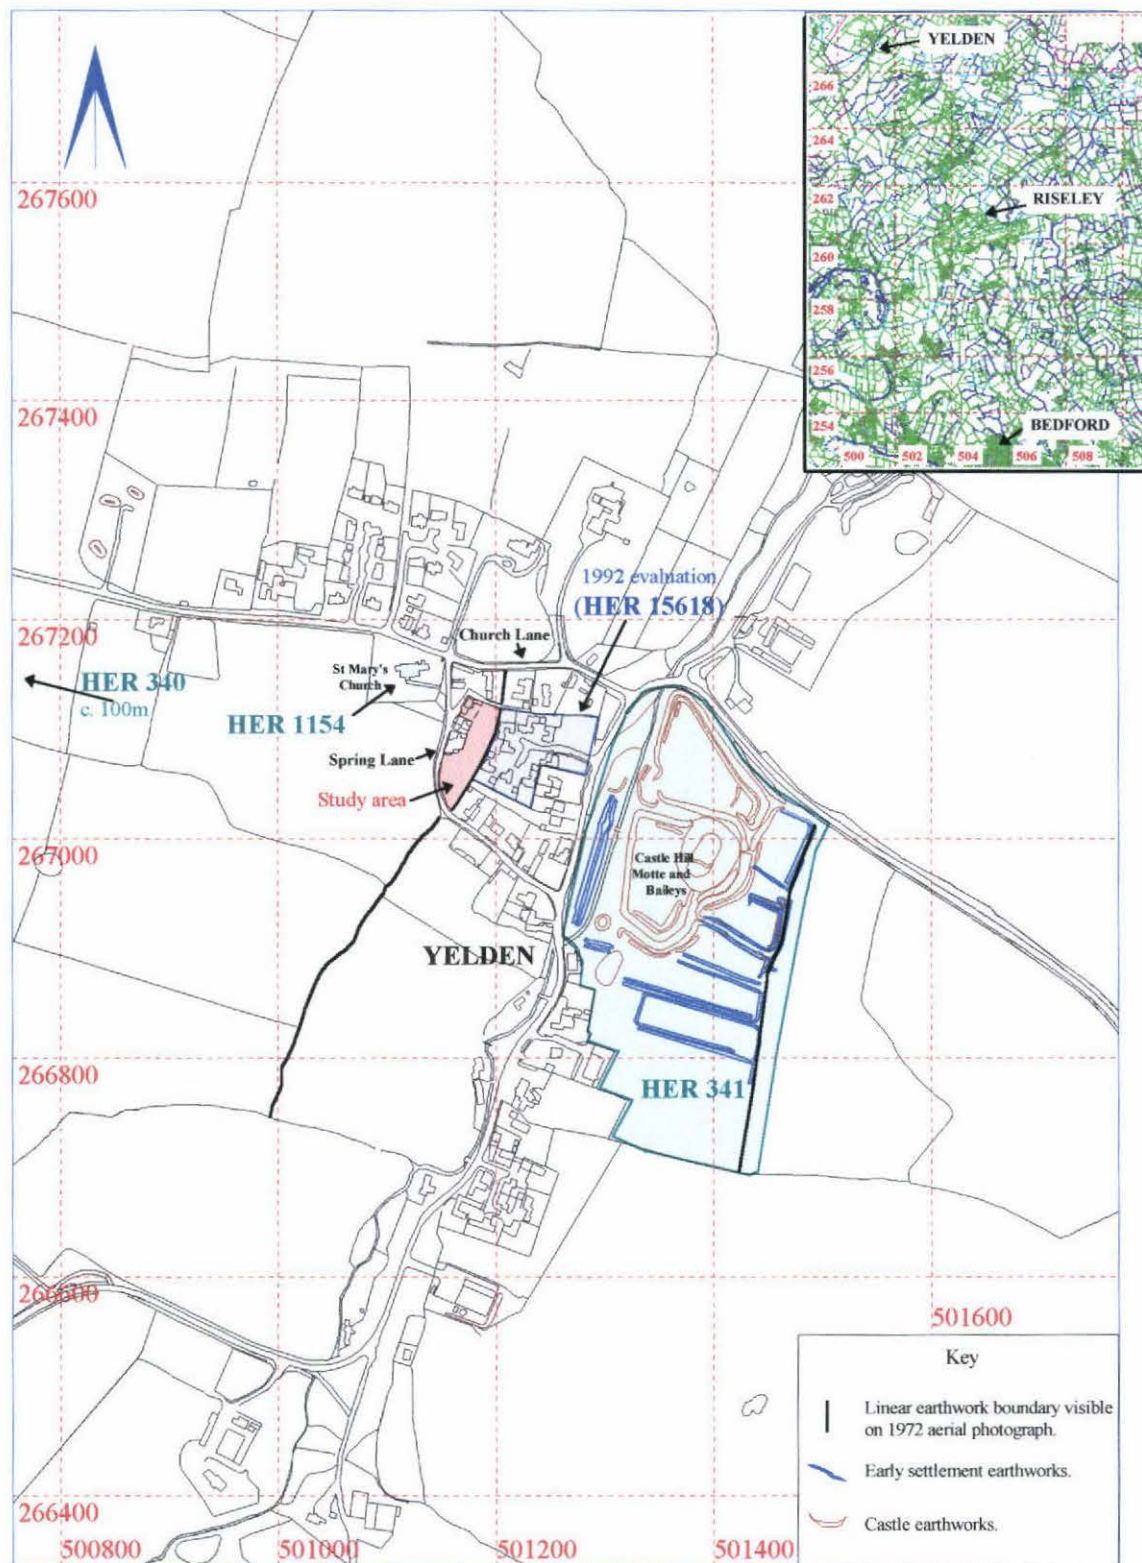 YELDEN
266
264
262
RISELEY
260
258
256
254
BEDFORD
500
502
504
506
508
267600
267400
1992 evaluation
(HER 15618)
267200
Church Lane
St Mary's
Church
HER 340
c. 100m
HER 1154
Spring Lane
Study area
267000
Castle Hill
Motte and
Baileys
YELDEN
266800
HER 341
266600
501600
Key
Linear earthwork boundary visible
on 1972 aerial photograph.
Early settlement earthworks.
Castle earthworks.
266400
500800
501000
501200
501400